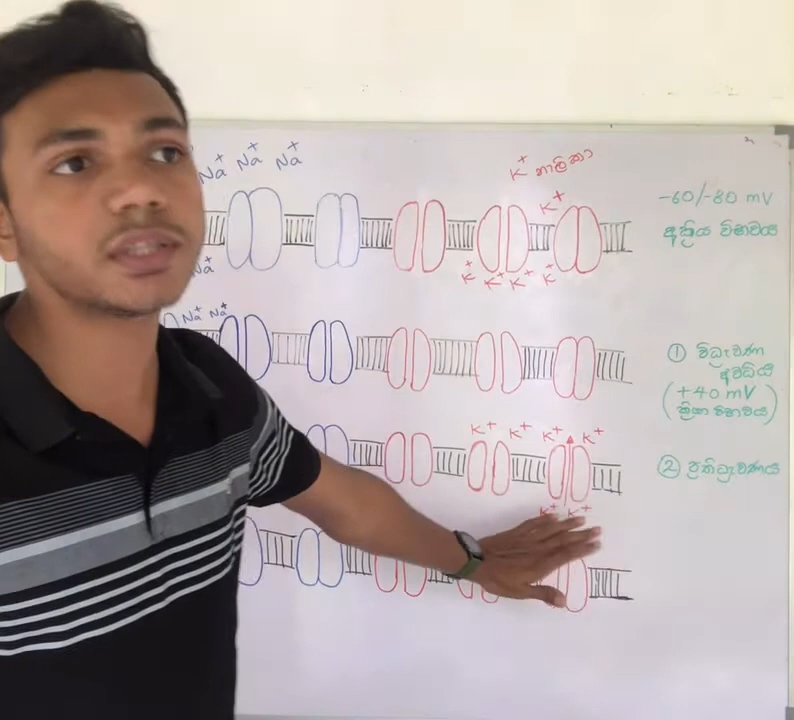 Na⁺ Na⁺ Na⁺
K⁺ නාලිකා
K⁺
-60/-80 mV
අක්‍රිය විභවය
Na
K⁺ K⁺ K⁺ K⁺
Na⁺ Na⁺
① විධ්‍රැවණ
අවධිය
(+40 mV
ක්‍රියා විභවය)
K⁺ K⁺ K⁺ K⁺
② ප්‍රතිධ්‍රැවණය
K⁺ K⁺